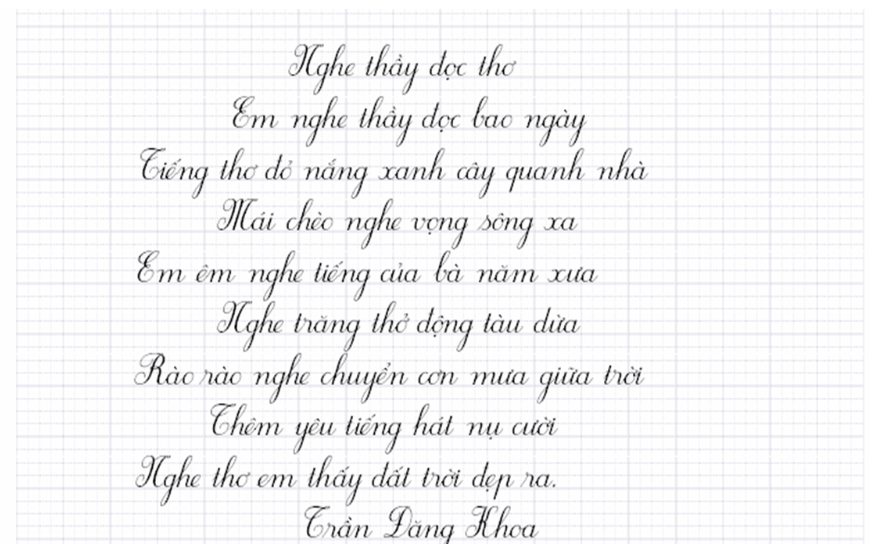 Nghe thầy đọc thơ
Em nghe thầy đọc bao ngày
Tiếng thơ đỏ nắng xanh cây quanh nhà
Mái chèo nghe vọng sông xa
Êm êm nghe tiếng của bà năm xưa
Nghe trăng thở động tàu dừa
Rào rào nghe chuyển cơn mưa giữa trời
Thêm yêu tiếng hát nụ cười
Nghe thơ em thấy đất trời đẹp ra.
Trần Đăng Khoa